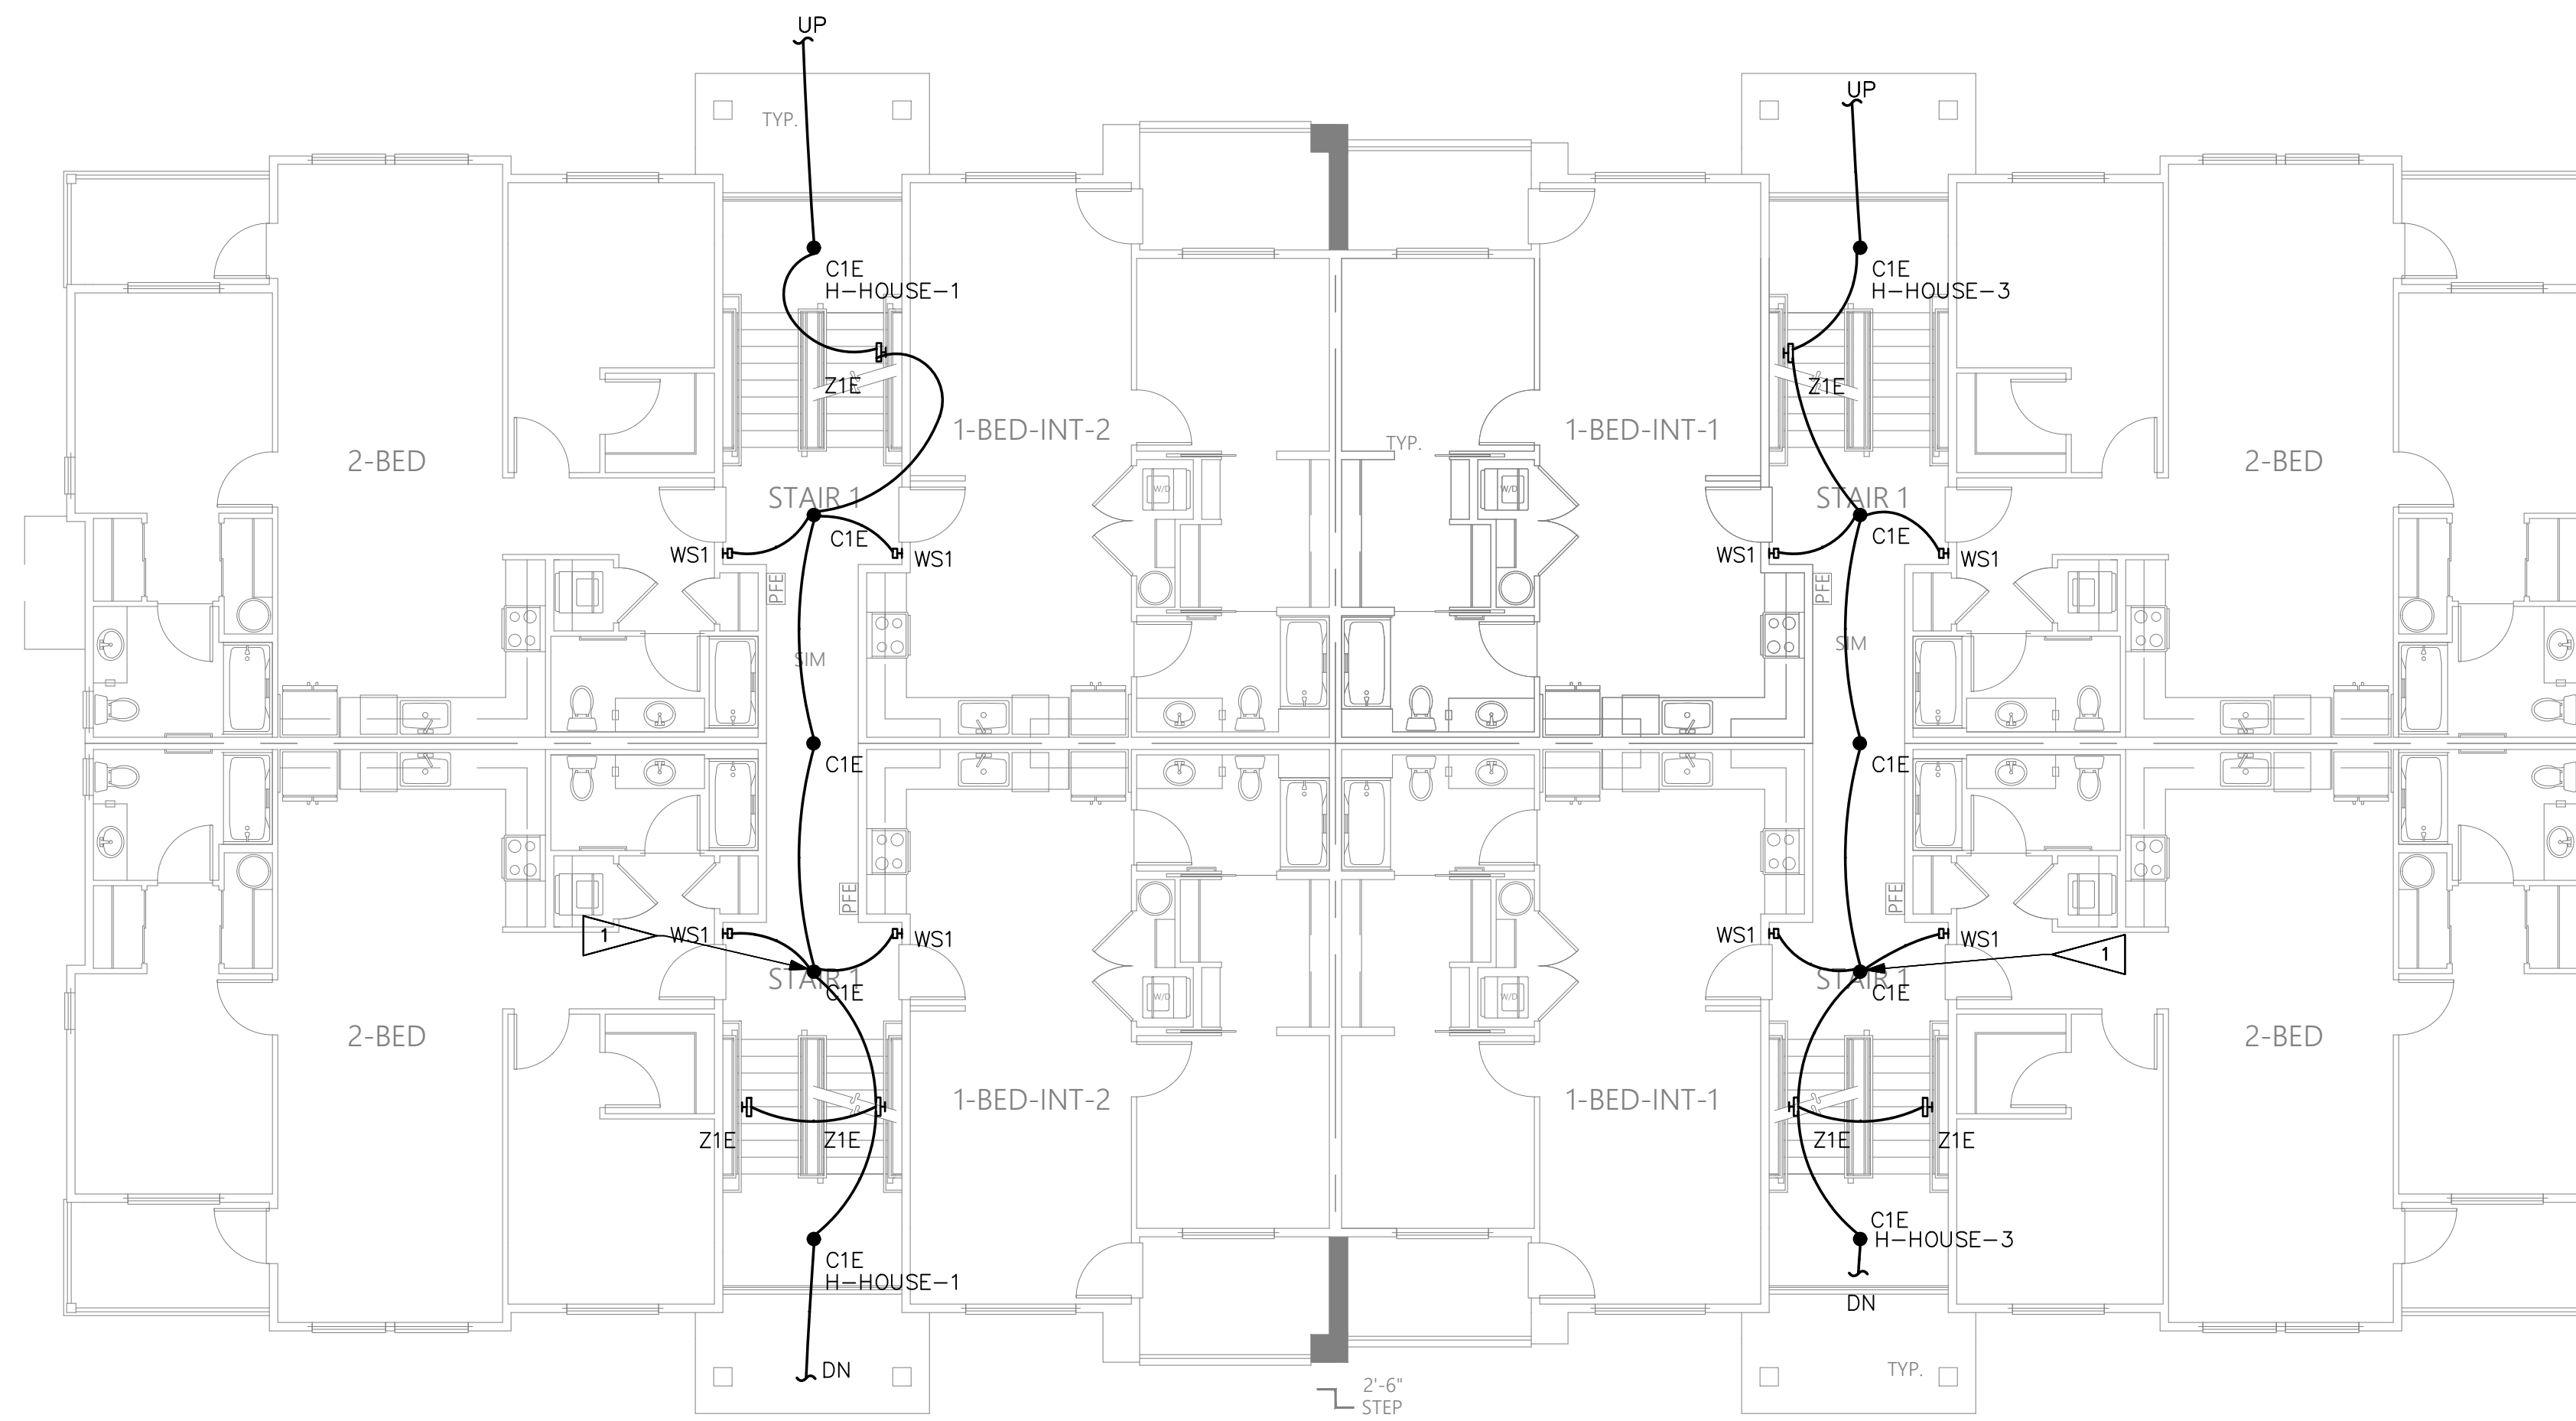 UP
UP
TYP.
C1E
H-HOUSE-1
C1E
H-HOUSE-3
Z1E
Z1E
1-BED-INT-2
1-BED-INT-1
TYP.
2-BED
2-BED
STAIR 1
STAIR 1
W/D
W/D
C1E
C1E
WS1
WS1
WS1
WS1
PFE
PFE
SIM
SIM
C1E
C1E
PFE
PFE
1
WS1
WS1
WS1
WS1
1
STAIR 1
STAIR 1
C1E
C1E
W/D
W/D
2-BED
2-BED
1-BED-INT-2
1-BED-INT-1
Z1E
Z1E
Z1E
Z1E
C1E
H-HOUSE-1
C1E
H-HOUSE-3
DN
DN
TYP.
2'-6"
STEP